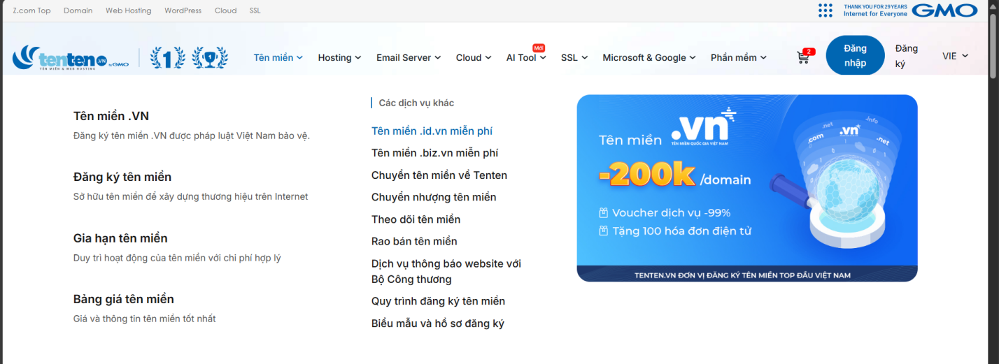 Z.com Top Domain Web Hosting WordPress Cloud SSL
THANK YOU FOR 29 YEARS
Internet for Everyone
GMO
tenten.VN by GMO
TÊN MIỀN & WEB HOSTING
1
1
Tên miền
Hosting
Email Server
Cloud
AI Tool
Mới
SSL
Microsoft & Google
Phần mềm
2
Đăng
nhập
Đăng
ký
VIE
Tên miền .VN
Đăng ký tên miền .VN được pháp luật Việt Nam bảo vệ.
Đăng ký tên miền
Sở hữu tên miền để xây dựng thương hiệu trên Internet
Gia hạn tên miền
Duy trì hoạt động của tên miền với chi phí hợp lý
Bảng giá tên miền
Giá và thông tin tên miền tốt nhất
Các dịch vụ khác
Tên miền .id.vn miễn phí
Tên miền .biz.vn miễn phí
Chuyển tên miền về Tenten
Chuyển nhượng tên miền
Theo dõi tên miền
Rao bán tên miền
Dịch vụ thông báo website với
Bộ Công thương
Quy trình đăng ký tên miền
Biểu mẫu và hồ sơ đăng ký
Tên miền .vn
TÊN MIỀN QUỐC GIA VIỆT NAM
-200k /domain
Voucher dịch vụ -99%
Tặng 100 hóa đơn điện tử
.net
.info
.com
.vn
.net
TENTEN.VN ĐƠN VỊ ĐĂNG KÝ TÊN MIỀN TOP ĐẦU VIỆT NAM